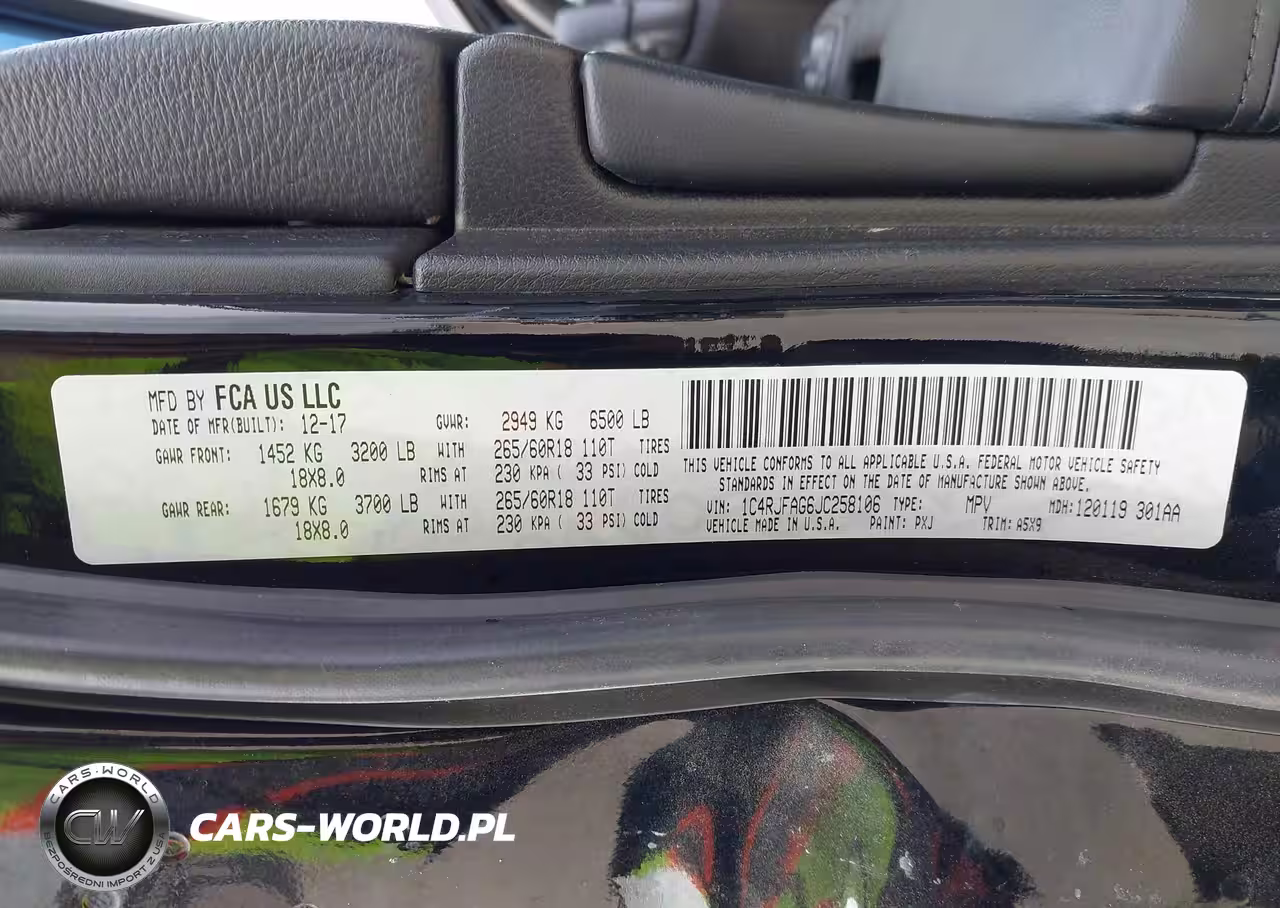 MFD BY FCA US LLC
DATE OF MFR(BUILT): 12-17 GVWR: 2949 KG 6500 LB
GAWR FRONT: 1452 KG 3200 LB WITH 265/60R18 110T TIRES
18X8.0 RIMS AT 230 KPA ( 33 PSI) COLD
GAWR REAR: 1679 KG 3700 LB WITH 265/60R18 110T TIRES
18X8.0 RIMS AT 230 KPA ( 33 PSI) COLD
THIS VEHICLE CONFORMS TO ALL APPLICABLE U.S.A. FEDERAL MOTOR VEHICLE SAFETY
STANDARDS IN EFFECT ON THE DATE OF MANUFACTURE SHOWN ABOVE.
VIN: 1C4RJFAG6JC258106 TYPE: MPV MDH:120119 301AA
VEHICLE MADE IN U.S.A. PAINT: PXJ TRIM: A5X9
CARS-WORLD
CW
BEZPOŚREDNI IMPORT Z USA
CARS-WORLD.PL